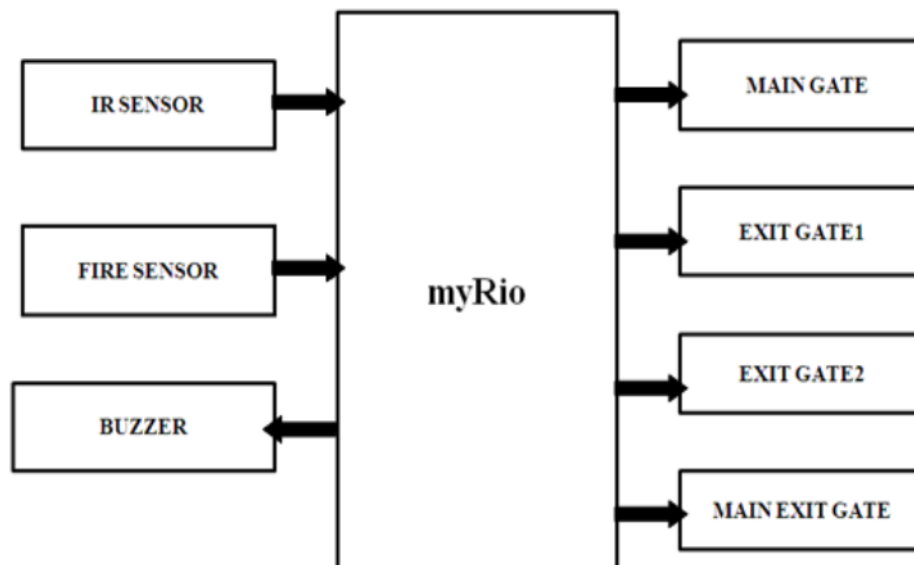 IR SENSOR
FIRE SENSOR
BUZZER
myRio
MAIN GATE
EXIT GATE1
EXIT GATE2
MAIN EXIT GATE